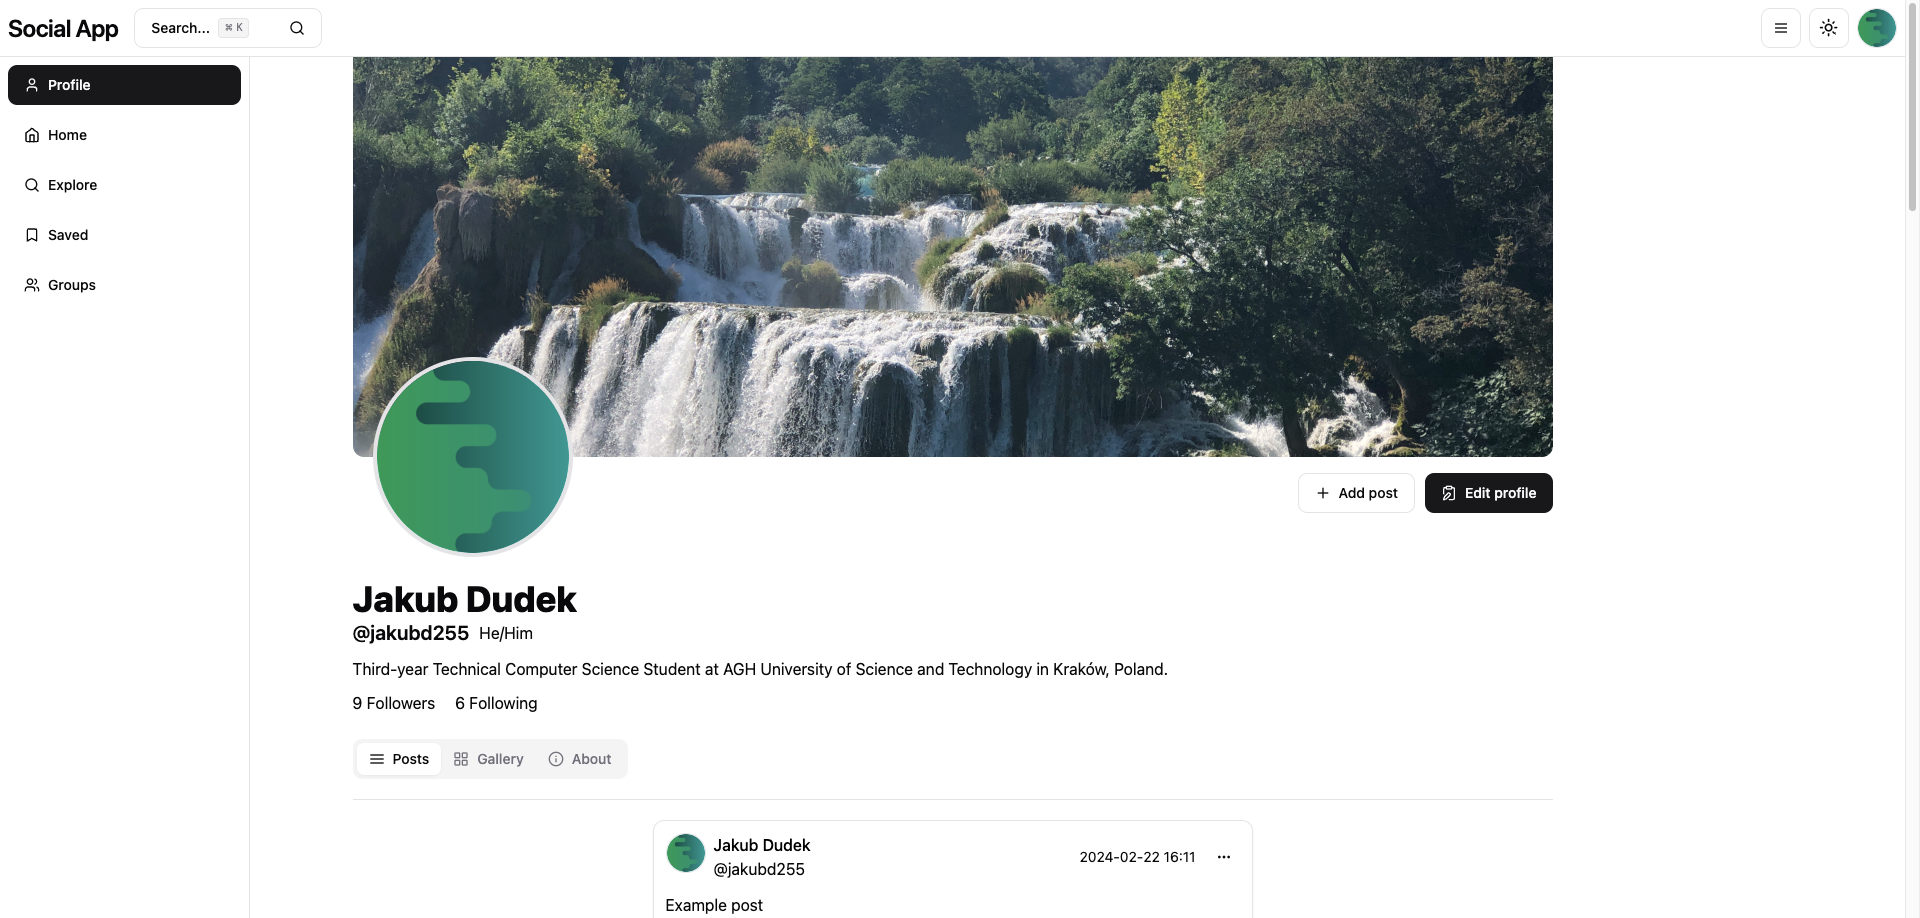 Social App
Search... ⌘ K
Profile
Home
Explore
Saved
Groups
Add post
Edit profile
Jakub Dudek
@jakubd255 He/Him
Third-year Technical Computer Science Student at AGH University of Science and Technology in Kraków, Poland.
9 Followers 6 Following
Posts Gallery About
Jakub Dudek
@jakubd255
2024-02-22 16:11
Example post